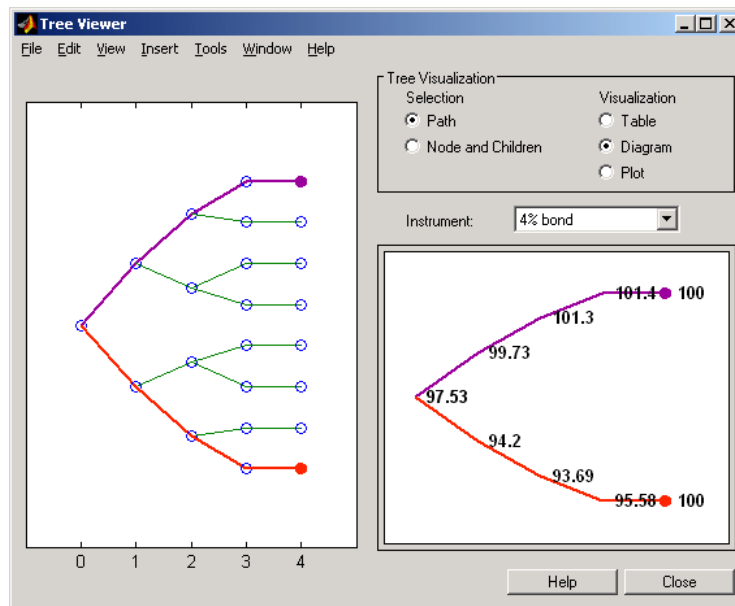 Tree Viewer
File Edit View Insert Tools Window Help
Tree Visualization
Selection
Visualization
Path
Table
Node and Children
Diagram
Plot
Instrument:
4% bond
101.4 100
101.3
99.73
97.53
94.2
93.69
95.58 100
0 1 2 3 4
Help
Close